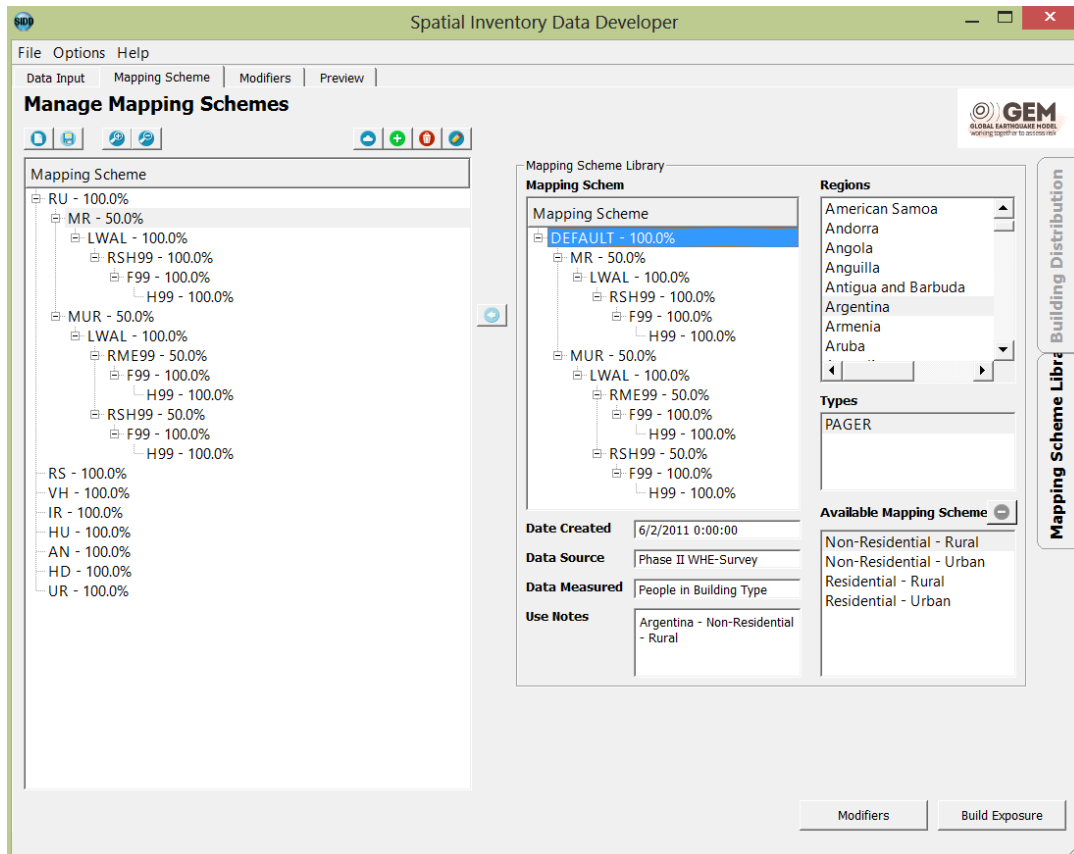 SIDD
Spatial Inventory Data Developer
File Options Help
Data Input Mapping Scheme Modifiers Preview
Manage Mapping Schemes
GEM
GLOBAL EARTHQUAKE MODEL
working together to assess risk
Mapping Scheme
RU - 100.0%
MR - 50.0%
LWAL - 100.0%
RSH99 - 100.0%
F99 - 100.0%
H99 - 100.0%
MUR - 50.0%
LWAL - 100.0%
RME99 - 50.0%
F99 - 100.0%
H99 - 100.0%
RSH99 - 50.0%
F99 - 100.0%
H99 - 100.0%
RS - 100.0%
VH - 100.0%
IR - 100.0%
HU - 100.0%
AN - 100.0%
HD - 100.0%
UR - 100.0%
Mapping Scheme Library
Mapping Schem
Mapping Scheme
DEFAULT - 100.0%
MR - 50.0%
LWAL - 100.0%
RSH99 - 100.0%
F99 - 100.0%
H99 - 100.0%
MUR - 50.0%
LWAL - 100.0%
RME99 - 50.0%
F99 - 100.0%
H99 - 100.0%
RSH99 - 50.0%
F99 - 100.0%
H99 - 100.0%
Date Created 6/2/2011 0:00:00
Data Source Phase II WHE-Survey
Data Measured People in Building Type
Use Notes Argentina - Non-Residential
- Rural
Regions
American Samoa
Andorra
Angola
Anguilla
Antigua and Barbuda
Argentina
Armenia
Aruba
Types
PAGER
Available Mapping Scheme
Non-Residential - Rural
Non-Residential - Urban
Residential - Rural
Residential - Urban
Building Distribution
Mapping Scheme Libra
Modifiers
Build Exposure